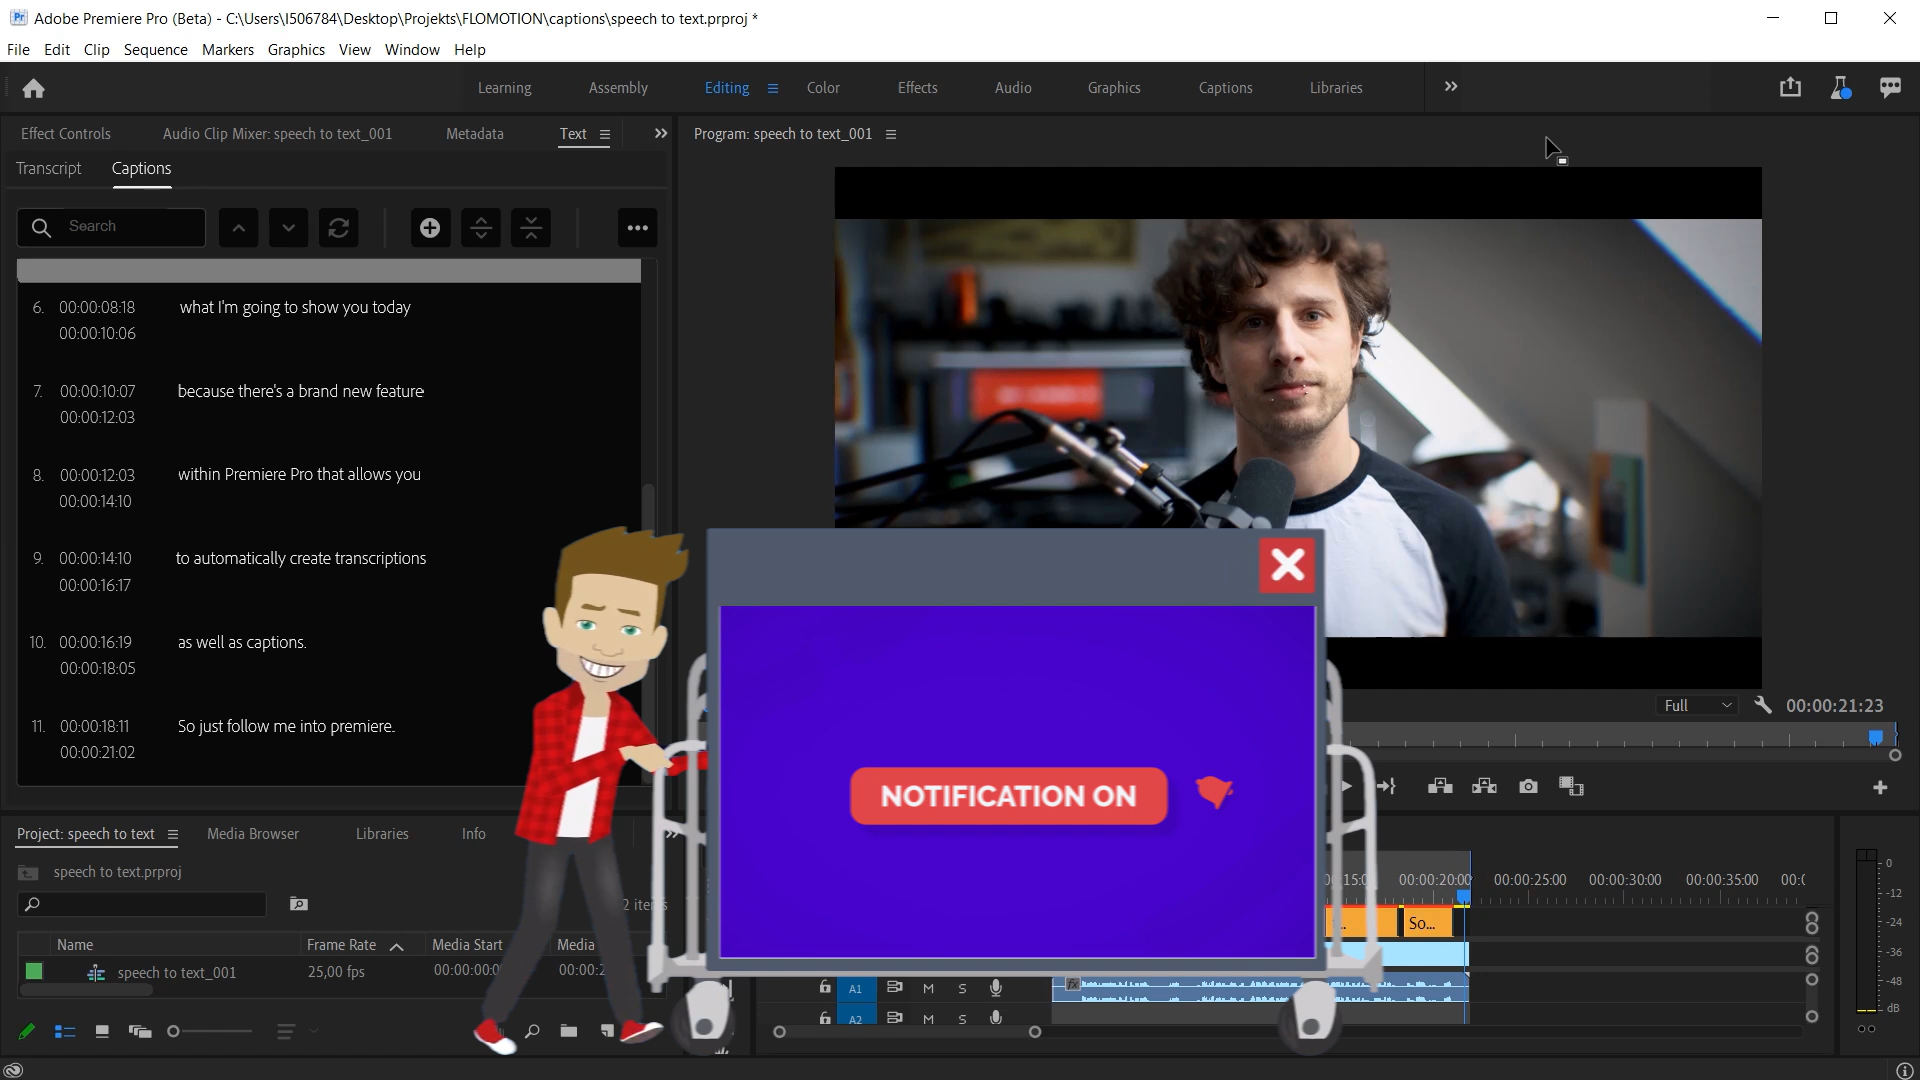 Adobe Premiere Pro (Beta) - C:\Users\I506784\Desktop\Projekts\FLOMOTION\captions\speech to text.prproj *
File Edit Clip Sequence Markers Graphics View Window Help
Learning Assembly Editing Color Effects Audio Graphics Captions Libraries
Effect Controls Audio Clip Mixer: speech to text_001 Metadata Text
Program: speech to text_001
Transcript Captions
Search
6. 00:00:08:18 what I'm going to show you today
00:00:10:06
7. 00:00:10:07 because there's a brand new feature
00:00:12:03
8. 00:00:12:03 within Premiere Pro that allows you
00:00:14:10
9. 00:00:14:10 to automatically create transcriptions
00:00:16:17
10. 00:00:16:19 as well as captions.
00:00:18:05
11. 00:00:18:11 So just follow me into premiere.
00:00:21:02
Full 00:00:21:23
NOTIFICATION ON
Project: speech to text Media Browser Libraries Info
speech to text.prproj
2 items
Name Frame Rate Media Start Media
speech to text_001 25,00 fps
00:00:20:00 00:00:25:00 00:00:30:00 00:00:35:00
So...
A1 M S
A2 M S
fx
0
-12
-24
-36
-48
dB